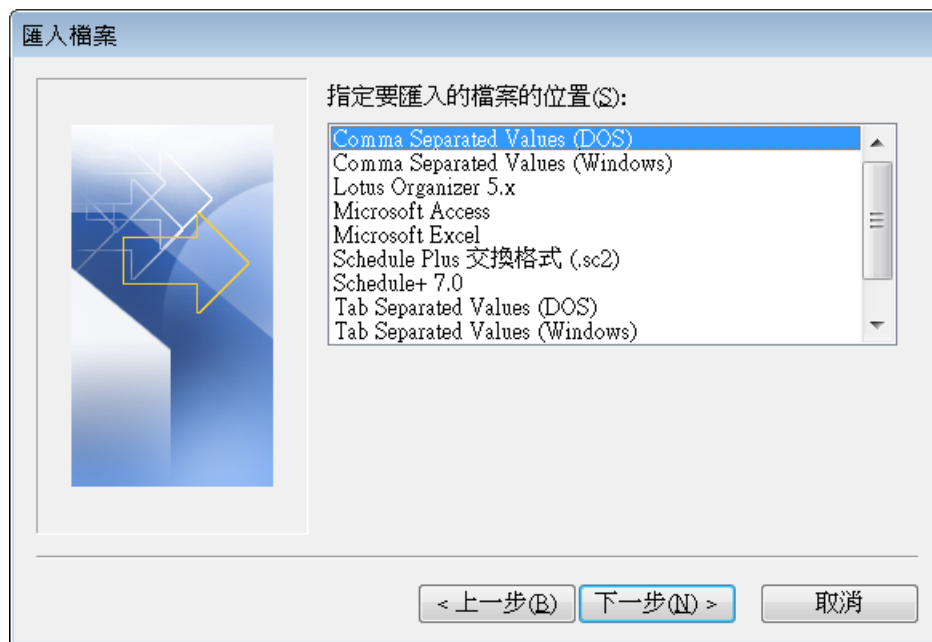 匯入檔案
指定要匯入的檔案的位置(S):
Comma Separated Values (DOS)
Comma Separated Values (Windows)
Lotus Organizer 5.x
Microsoft Access
Microsoft Excel
Schedule Plus 交換格式 (.sc2)
Schedule+ 7.0
Tab Separated Values (DOS)
Tab Separated Values (Windows)
< 上一步(B)
下一步(N) >
取消